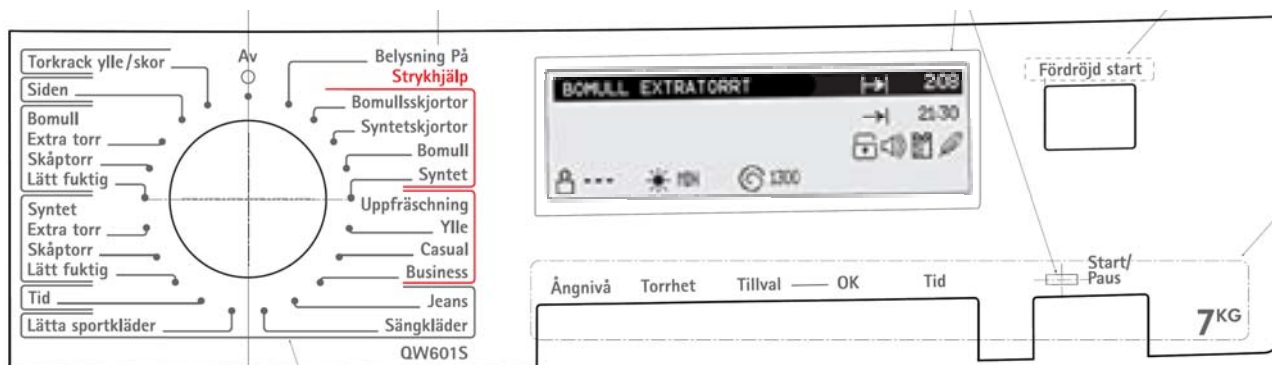 Av
Torkrack ylle/skor
Siden
Bomull
Extra torr
Skåptorr
Lätt fuktig
Syntet
Extra torr
Skåptorr
Lätt fuktig
Tid
Lätta sportkläder
Belysning På
Strykhjälp
Bomullsskjortor
Syntetskjortor
Bomull
Syntet
Uppfräschning
Ylle
Casual
Business
Jeans
Sängkläder
QW601S
BOMULL EXTRATORRT 2:08
21:30
--- MIN 1300
Fördröjd start
Ångnivå Torrhet Tillval OK Tid
Start/
Paus
7KG